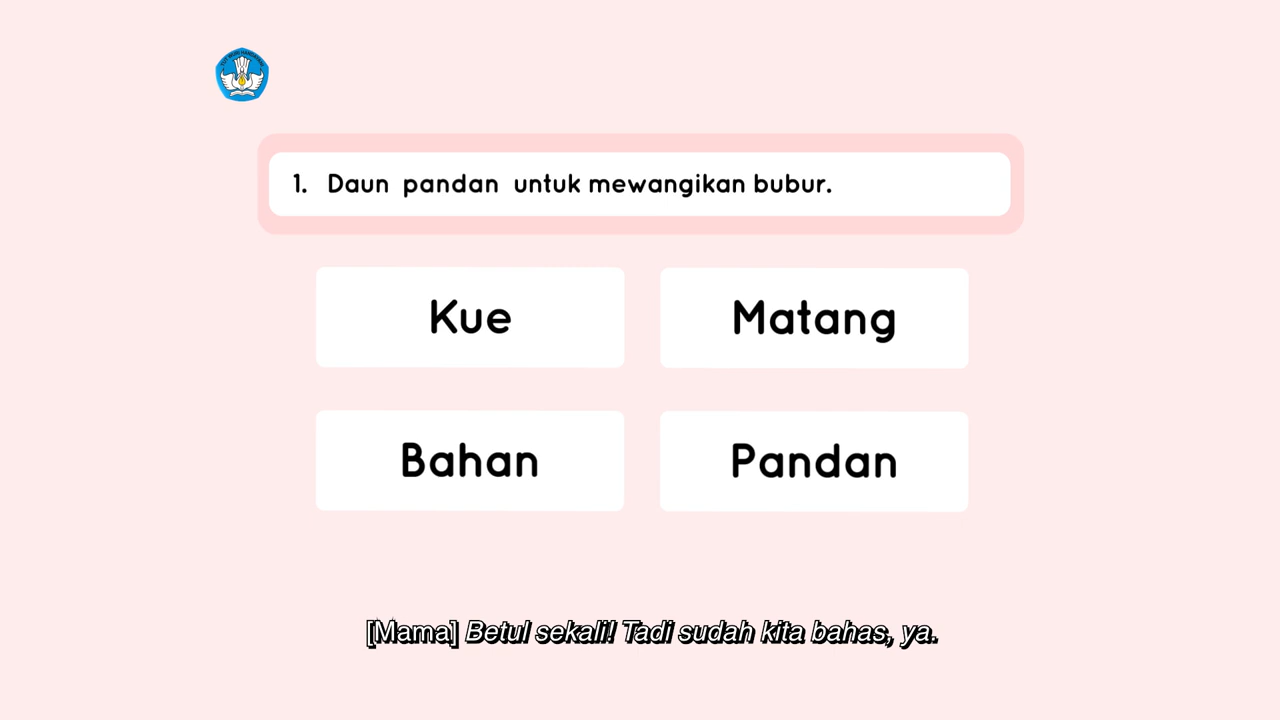 1. Daun pandan untuk mewangikan bubur.
Kue
Matang
Bahan
Pandan
[Mama] Betul sekali! Tadi sudah kita bahas, ya.